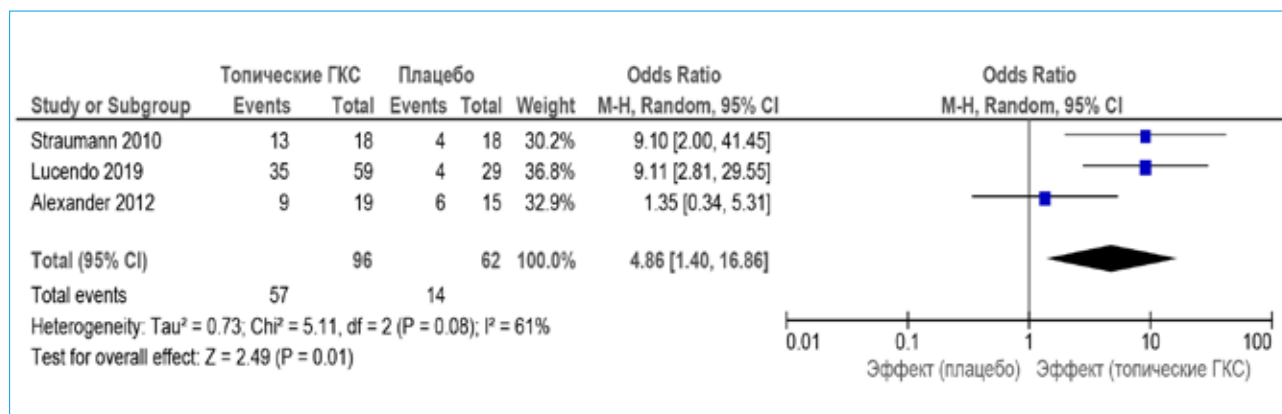 Топические ГКС Плацебо Odds Ratio Odds Ratio
Study or Subgroup Events Total Events Total Weight M-H, Random, 95% CI M-H, Random, 95% CI
Straumann 2010 13 18 4 18 30.2% 9.10 [2.00, 41.45]
Lucendo 2019 35 59 4 29 36.8% 9.11 [2.81, 29.55]
Alexander 2012 9 19 6 15 32.9% 1.35 [0.34, 5.31]
Total (95% CI) 96 62 100.0% 4.86 [1.40, 16.86]
Total events 57 14
Heterogeneity: Tau² = 0.73; Chi² = 5.11, df = 2 (P = 0.08); I² = 61%
Test for overall effect: Z = 2.49 (P = 0.01)
0.01 0.1 1 10 100
Эффект (плацебо) Эффект (топические ГКС)